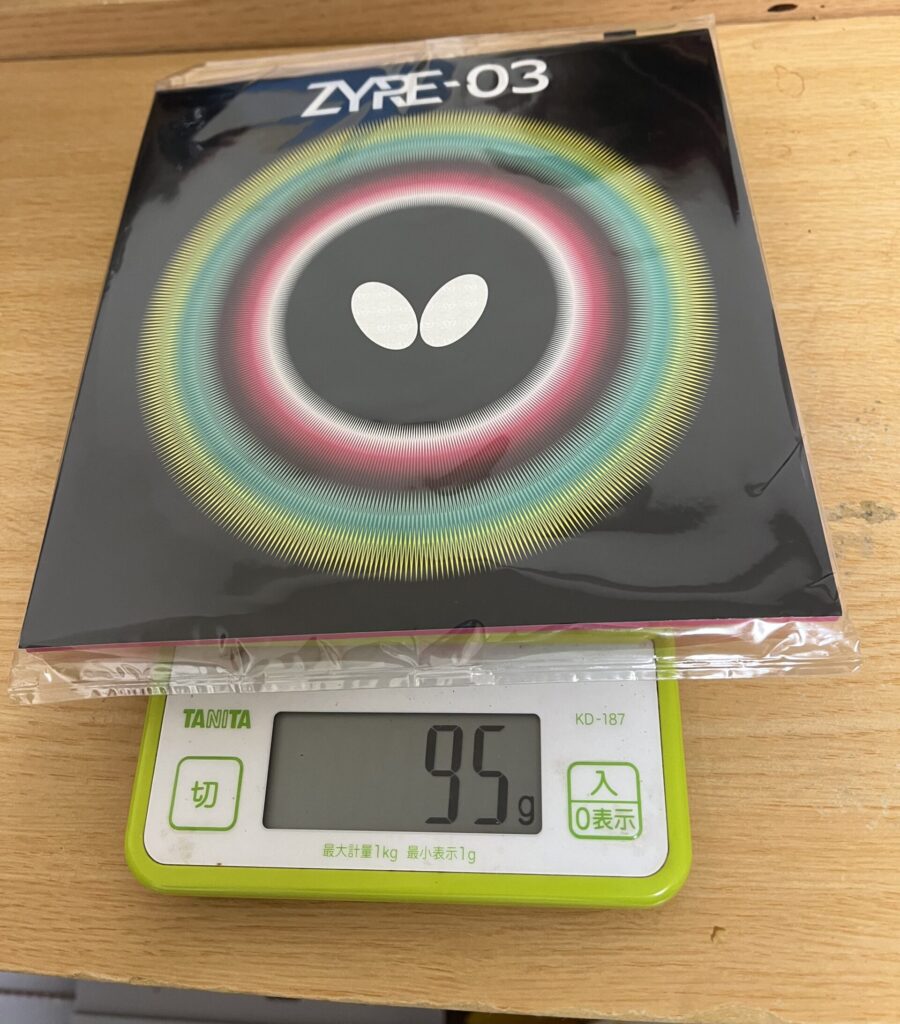 ZYRE-03
TANITA
KD-187
95g
切
入
0表示
最大計量1kg 最小表示1g